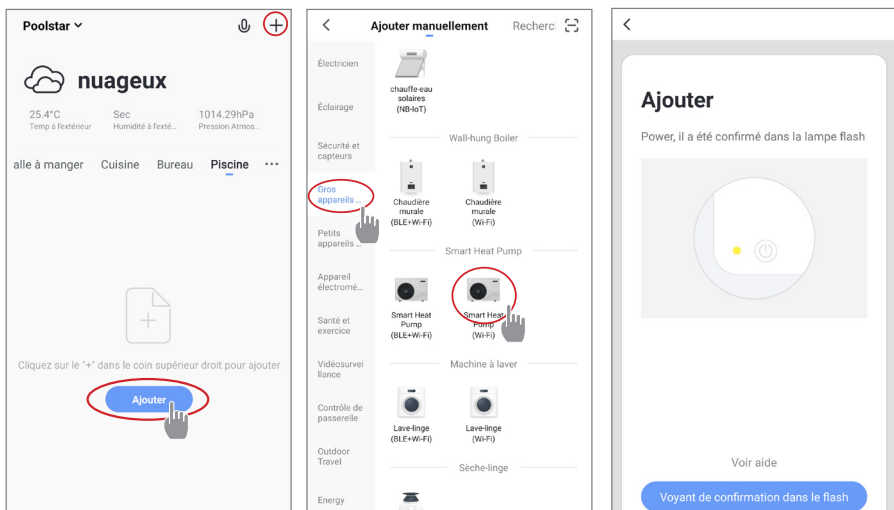 Poolstar
nuageux
25.4°C
Temp à l'extérieur
Sec
Humidité à l'exté...
1014.29hPa
Pression Atmos...
alle à manger Cuisine Bureau Piscine
Cliquez sur le "+" dans le coin supérieur droit pour ajouter
Ajouter
Ajouter manuellement Recherc
Électricien
Éclairage
Sécurité et
capteurs
Gros
appareils ...
Petits
appareils ...
Appareil
électromé...
Santé et
exercice
Vidéosurvei
llance
Contrôle de
passerelle
Outdoor
Travel
Energy
chauffe-eau
solaires
(NB-IoT)
Wall-hung Boiler
Chaudière
murale
(BLE+Wi-Fi)
Chaudière
murale
(Wi-Fi)
Smart Heat Pump
Smart Heat
Pump
(BLE+Wi-Fi)
Smart Heat
Pump
(Wi-Fi)
Machine à laver
Lave-linge
(BLE+Wi-Fi)
Lave-linge
(Wi-Fi)
Sèche-linge
Ajouter
Power, il a été confirmé dans la lampe flash
Voir aide
Voyant de confirmation dans le flash